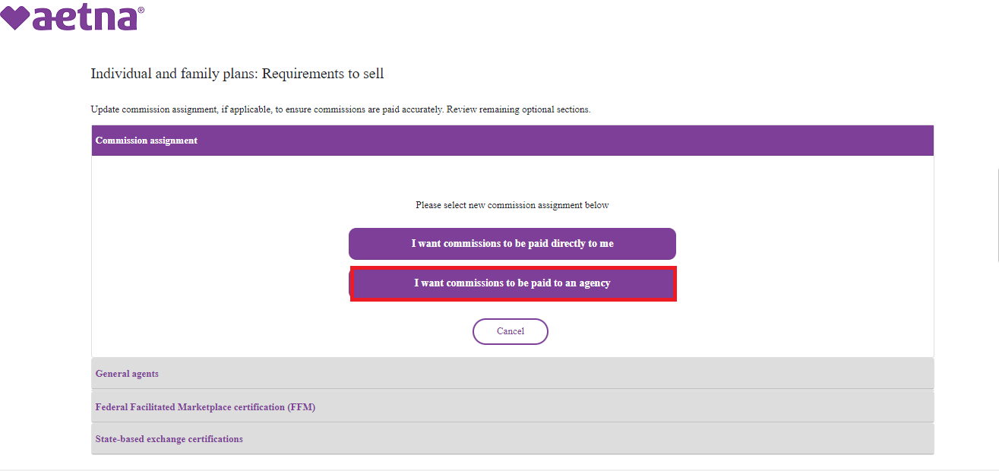 aetna®
Individual and family plans: Requirements to sell
Update commission assignment, if applicable, to ensure commissions are paid accurately. Review remaining optional sections.
Commission assignment
Please select new commission assignment below
I want commissions to be paid directly to me
I want commissions to be paid to an agency
Cancel
General agents
Federal Facilitated Marketplace certification (FFM)
State-based exchange certifications